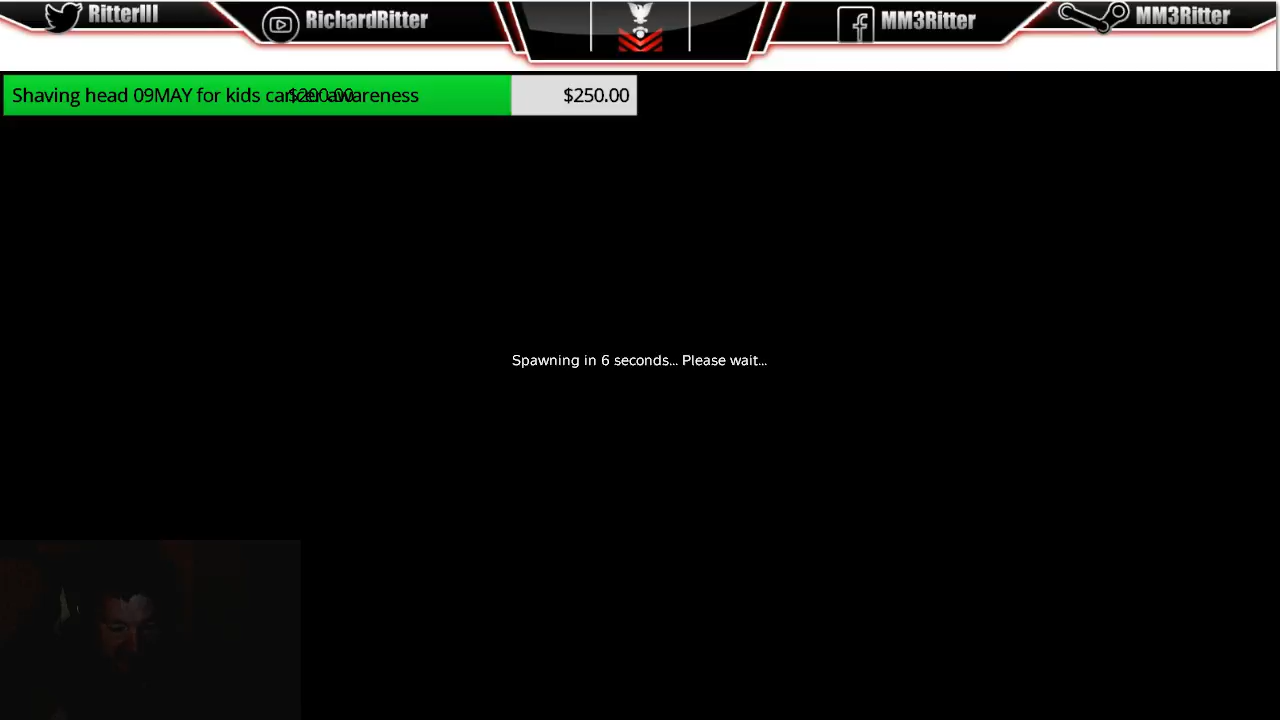 RitterIII
RichardRitter
MM3Ritter
MM3Ritter
Shaving head 09MAY for kids cancer awareness
$200.00
$250.00
Spawning in 6 seconds... Please wait...